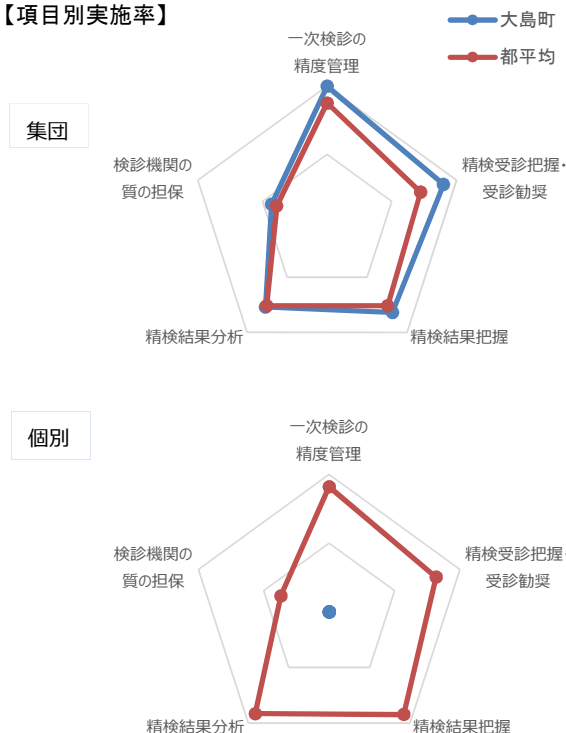 【項目別実施率】
大島町
都平均
集団
一次検診の
精度管理
精検受診把握・
受診勧奨
精検結果把握
精検結果分析
検診機関の
質の担保
個別
一次検診の
精度管理
精検受診把握・
受診勧奨
精検結果把握
精検結果分析
検診機関の
質の担保